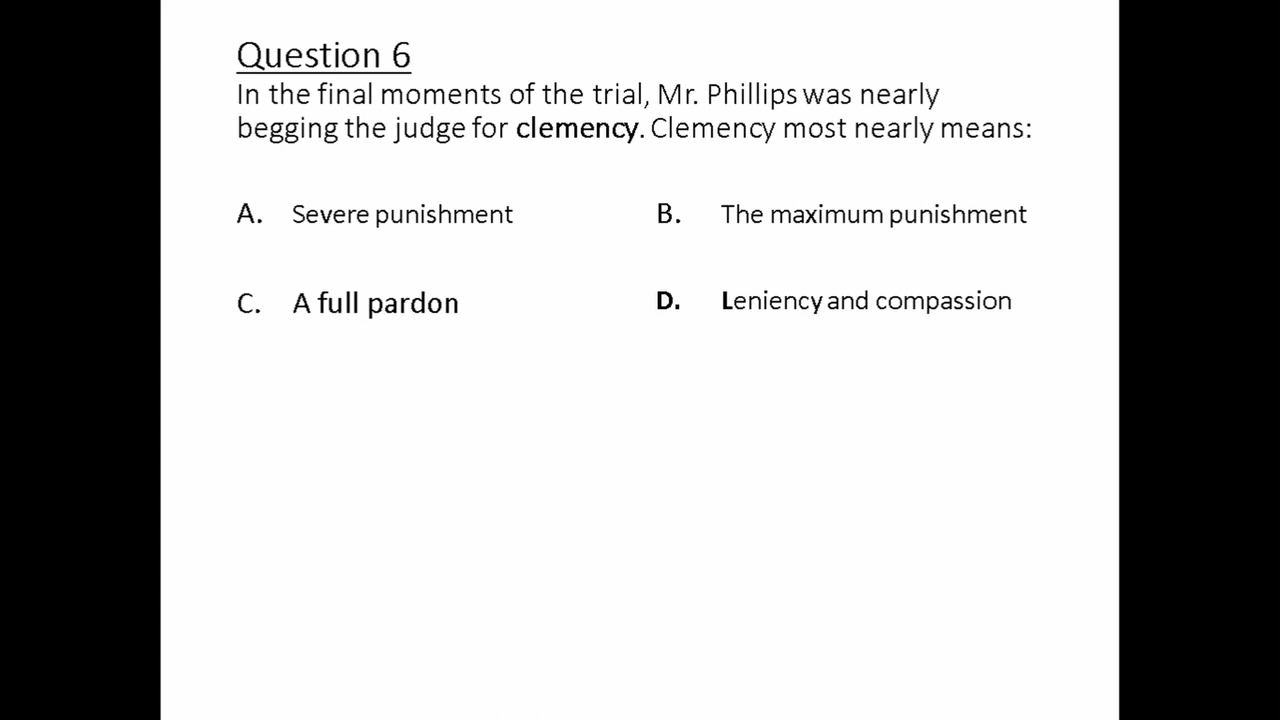 Question 6
In the final moments of the trial, Mr. Phillips was nearly
begging the judge for clemency. Clemency most nearly means:
A. Severe punishment
B. The maximum punishment
C. A full pardon
D. Leniency and compassion